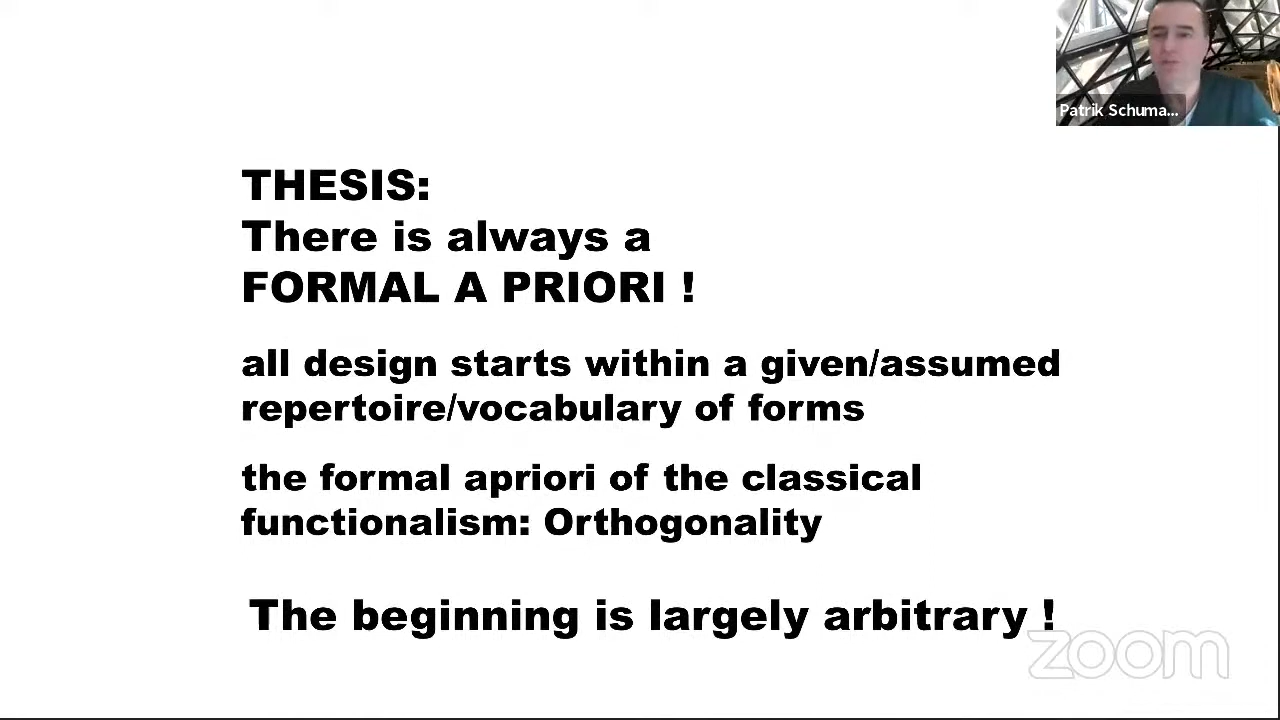 Patrik Schuma...
THESIS:
There is always a
FORMAL A PRIORI !
all design starts within a given/assumed
repertoire/vocabulary of forms
the formal apriori of the classical
functionalism: Orthogonality
The beginning is largely arbitrary !
zoom